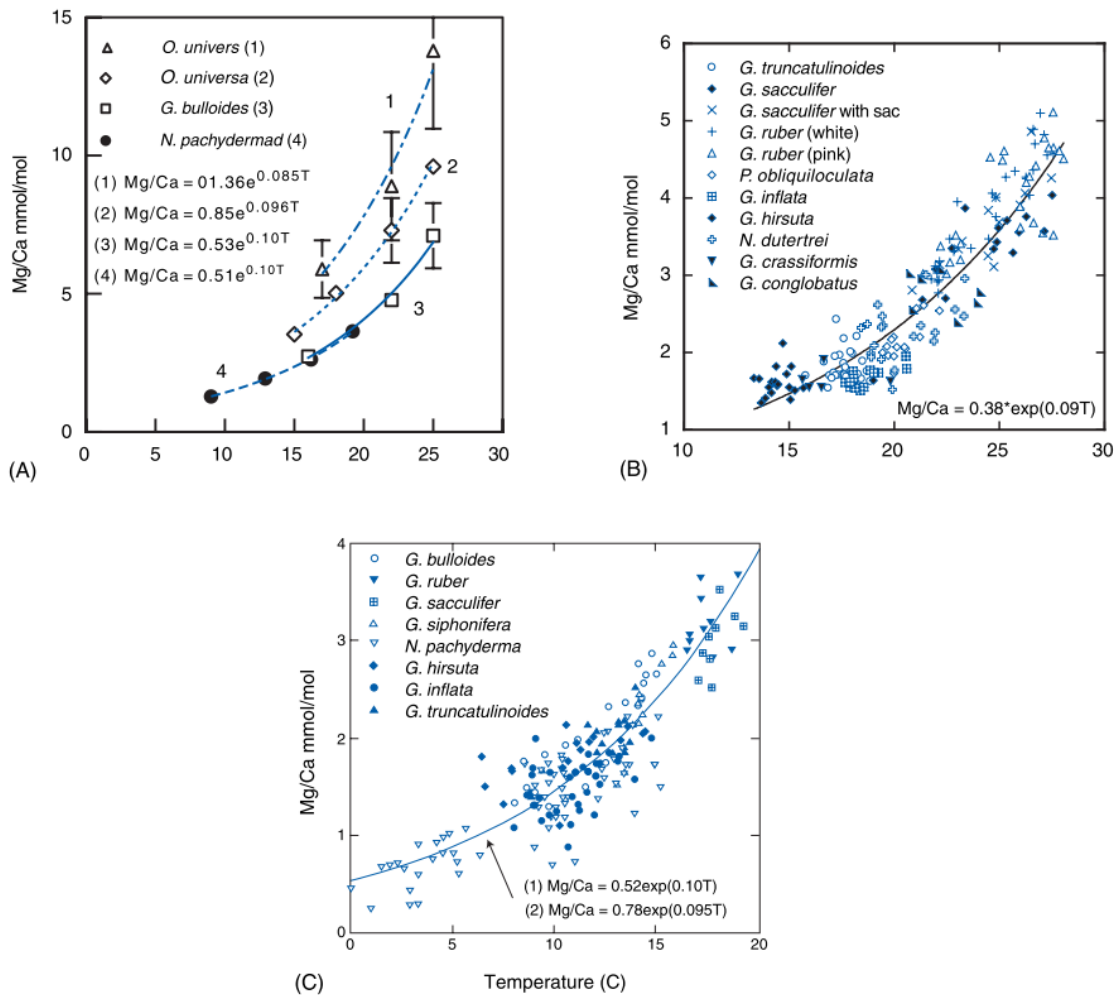 15
10
5
0
Mg/Ca mmol/mol
O. univers (1)
O. universa (2)
G. bulloides (3)
N. pachydermad (4)
(1) Mg/Ca = 01.36e^0.085T
(2) Mg/Ca = 0.85e^0.096T
(3) Mg/Ca = 0.53e^0.10T
(4) Mg/Ca = 0.51e^0.10T
1
2
3
4
0 5 10 15 20 25 30
(A)
6
5
4
3
2
1
Mg/Ca mmol/mol
G. truncatulinoides
G. sacculifer
G. sacculifer with sac
G. ruber (white)
G. ruber (pink)
P. obliquiloculata
G. inflata
G. hirsuta
N. dutertrei
G. crassiformis
G. conglobatus
Mg/Ca = 0.38*exp(0.09T)
10 15 20 25 30
(B)
4
3
2
1
0
Mg/Ca mmol/mol
G. bulloides
G. ruber
G. sacculifer
G. siphonifera
N. pachyderma
G. hirsuta
G. inflata
G. truncatulinoides
(1) Mg/Ca = 0.52exp(0.10T)
(2) Mg/Ca = 0.78exp(0.095T)
0 5 10 15 20
(C)
Temperature (C)